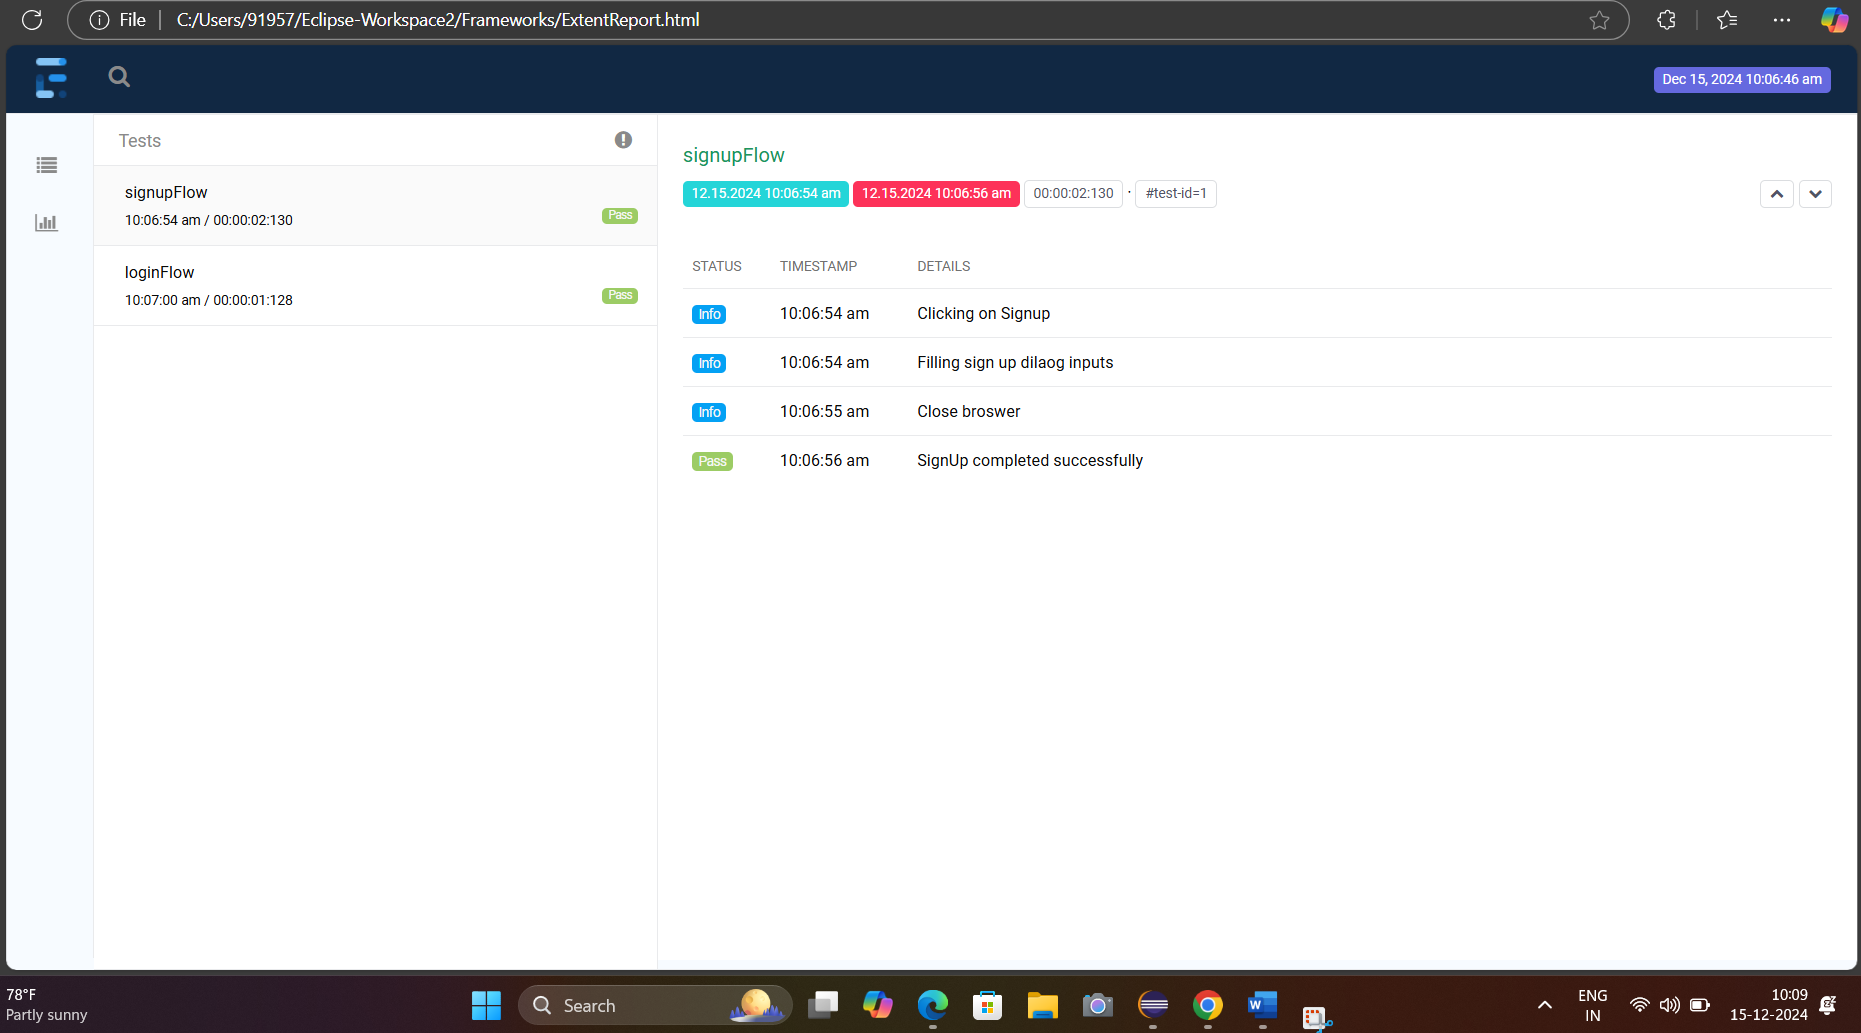 File C:/Users/91957/Eclipse-Workspace2/Frameworks/ExtentReport.html
Dec 15, 2024 10:06:46 am
Tests
signupFlow
10:06:54 am / 00:00:02:130
Pass
loginFlow
10:07:00 am / 00:00:01:128
Pass
signupFlow
12.15.2024 10:06:54 am 12.15.2024 10:06:56 am 00:00:02:130 · #test-id=1
STATUS TIMESTAMP DETAILS
Info 10:06:54 am Clicking on Signup
Info 10:06:54 am Filling sign up dilaog inputs
Info 10:06:55 am Close broswer
Pass 10:06:56 am SignUp completed successfully
78°F
Partly sunny
Search
W
ENG
IN
10:09
15-12-2024